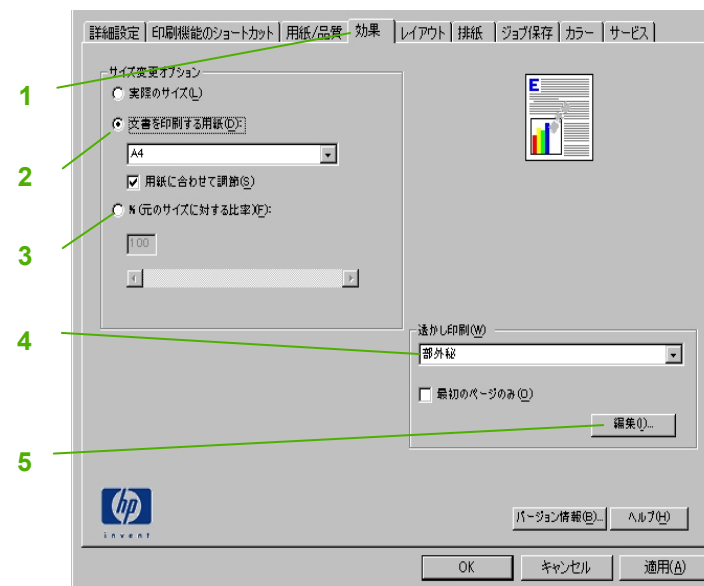 詳細設定 印刷機能のショートカット 用紙/品質 効果 レイアウト 排紙 ジョブ保存 カラー サービス
1
サイズ変更オプション
実際のサイズ(L)
E
文書を印刷する用紙(D):
2
A4
用紙に合わせて調節(S)
% (元のサイズに対する比率)(F):
3
100
4
透かし印刷(W)
部外秘
最初のページのみ(O)
編集(I)...
5
hp
invent
バージョン情報(B)... ヘルプ(H)
OK キャンセル 適用(A)